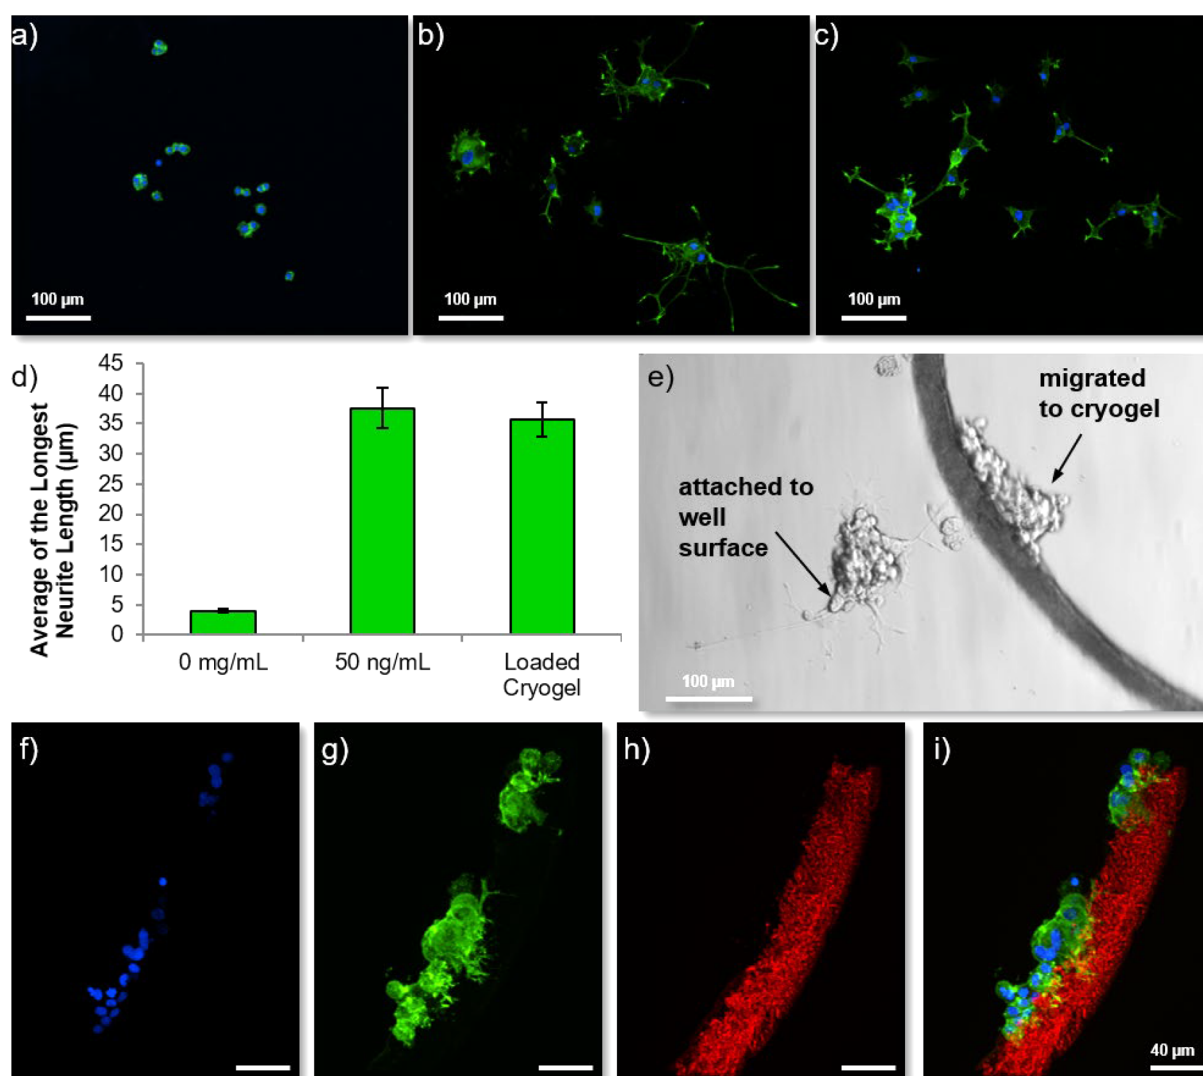 a)
b)
c)
100 µm
100 µm
100 µm
d)
45
40
35
30
25
20
15
10
5
0
Average of the Longest
Neurite Length (µm)
0 mg/mL
50 ng/mL
Loaded
Cryogel
e)
migrated
to cryogel
attached to
well
surface
100 µm
f)
g)
h)
i)
40 µm